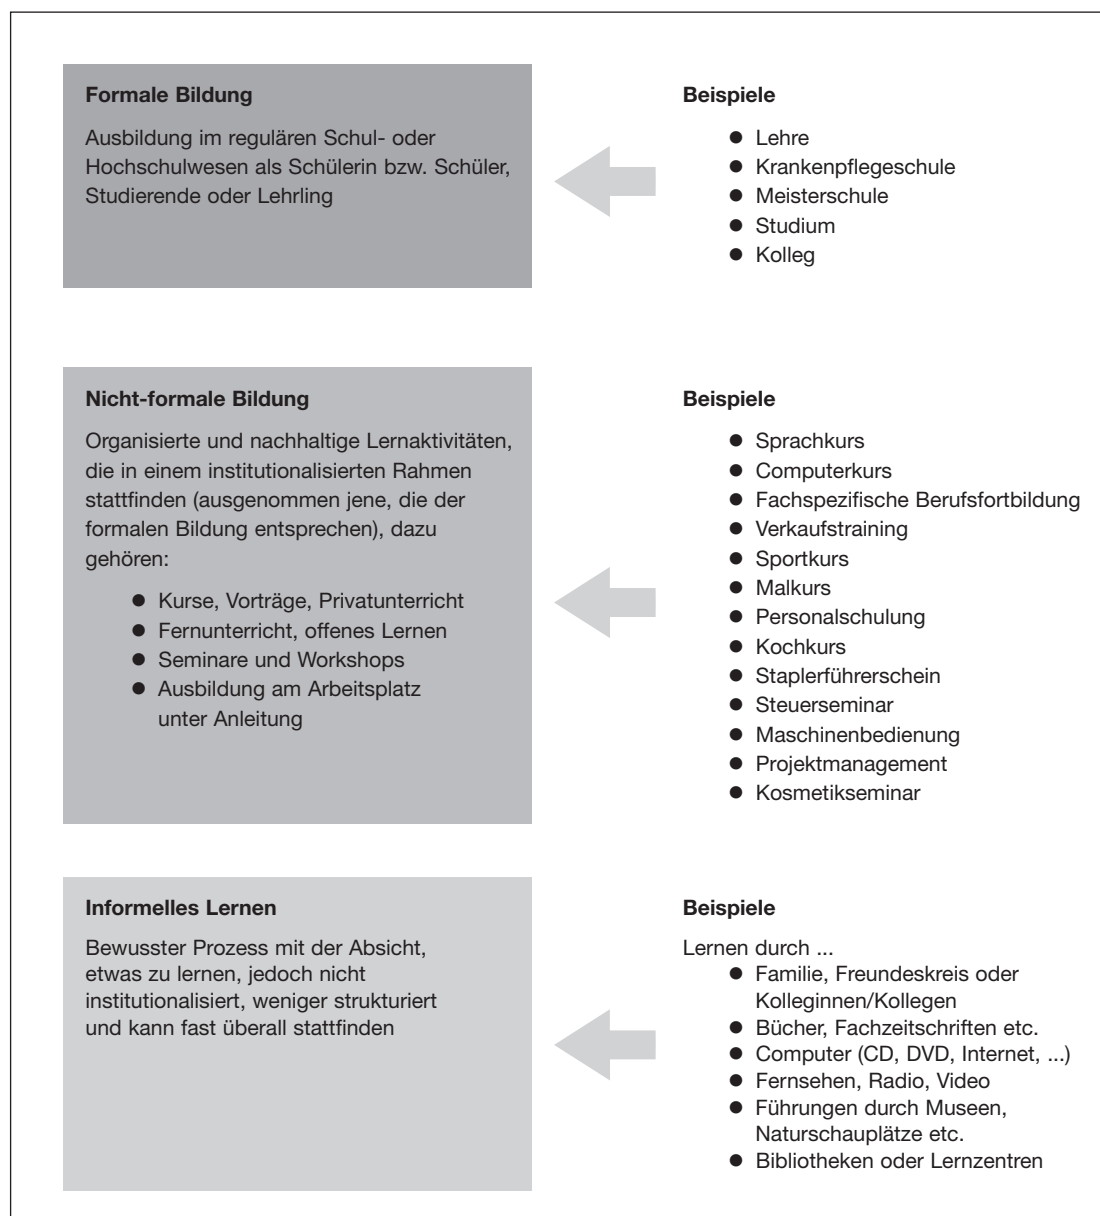 Formale Bildung
Ausbildung im regulären Schul- oder
Hochschulwesen als Schülerin bzw. Schüler,
Studierende oder Lehrling
Beispiele
● Lehre
● Krankenpflegeschule
● Meisterschule
● Studium
● Kolleg
Nicht-formale Bildung
Organisierte und nachhaltige Lernaktivitäten,
die in einem institutionalisierten Rahmen
stattfinden (ausgenommen jene, die der
formalen Bildung entsprechen), dazu
gehören:
● Kurse, Vorträge, Privatunterricht
● Fernunterricht, offenes Lernen
● Seminare und Workshops
● Ausbildung am Arbeitsplatz
unter Anleitung
Beispiele
● Sprachkurs
● Computerkurs
● Fachspezifische Berufsfortbildung
● Verkaufstraining
● Sportkurs
● Malkurs
● Personalschulung
● Kochkurs
● Staplerführerschein
● Steuerseminar
● Maschinenbedienung
● Projektmanagement
● Kosmetikseminar
Informelles Lernen
Bewusster Prozess mit der Absicht,
etwas zu lernen, jedoch nicht
institutionalisiert, weniger strukturiert
und kann fast überall stattfinden
Beispiele
Lernen durch ...
● Familie, Freundeskreis oder
Kolleginnen/Kollegen
● Bücher, Fachzeitschriften etc.
● Computer (CD, DVD, Internet, ...)
● Fernsehen, Radio, Video
● Führungen durch Museen,
Naturschauplätze etc.
● Bibliotheken oder Lernzentren